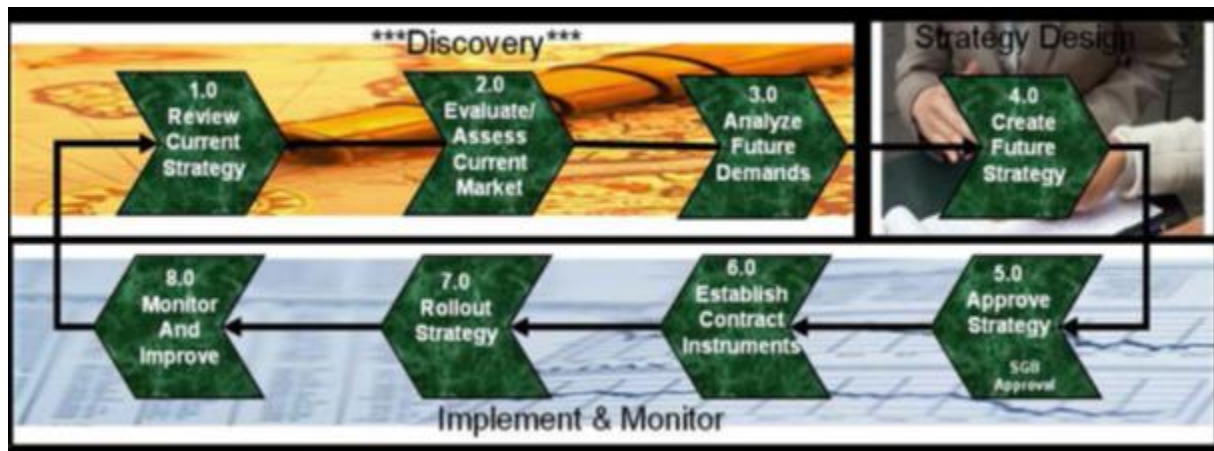 ***Discovery***
Strategy Design
1.0
Review
Current
Strategy
2.0
Evaluate/
Assess
Current
Market
3.0
Analyze
Future
Demands
4.0
Create
Future
Strategy
5.0
Approve
Strategy
SGB
Approval
6.0
Establish
Contract
Instruments
7.0
Rollout
Strategy
8.0
Monitor
And
Improve
Implement & Monitor